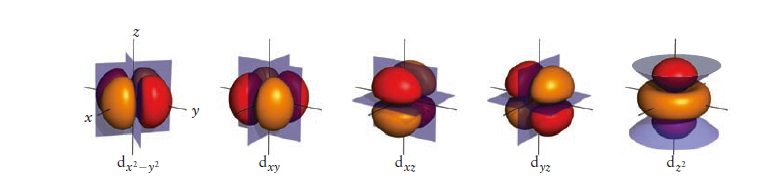 z
x
y
dx²−y² dxy dxz dyz dz²